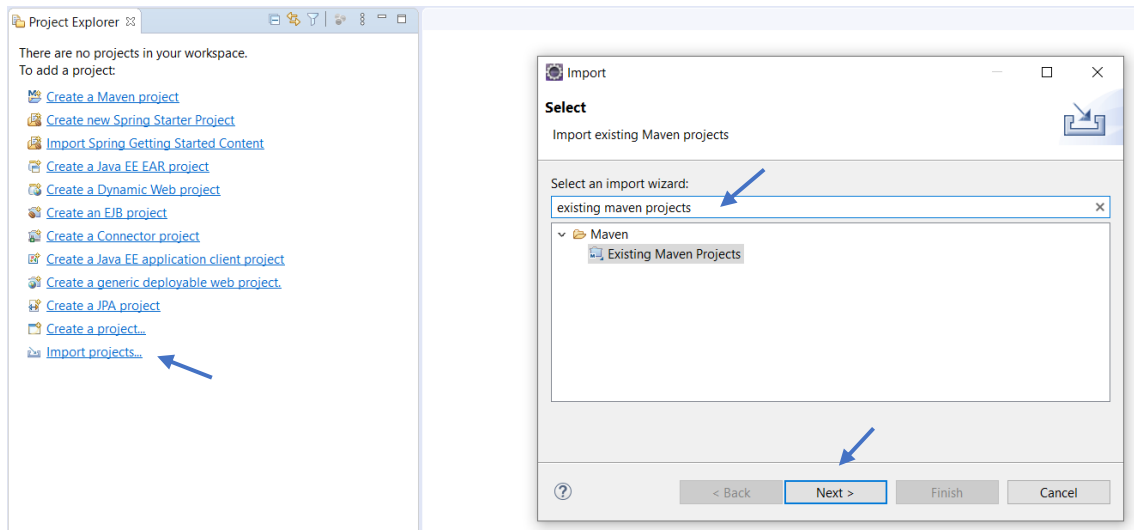 Project Explorer
There are no projects in your workspace.
To add a project:
Create a Maven project
Create new Spring Starter Project
Import Spring Getting Started Content
Create a Java EE EAR project
Create a Dynamic Web project
Create an EJB project
Create a Connector project
Create a Java EE application client project
Create a generic deployable web project.
Create a JPA project
Create a project...
Import projects...
Import
Select
Import existing Maven projects
Select an import wizard:
existing maven projects
Maven
Existing Maven Projects
< Back Next > Finish Cancel